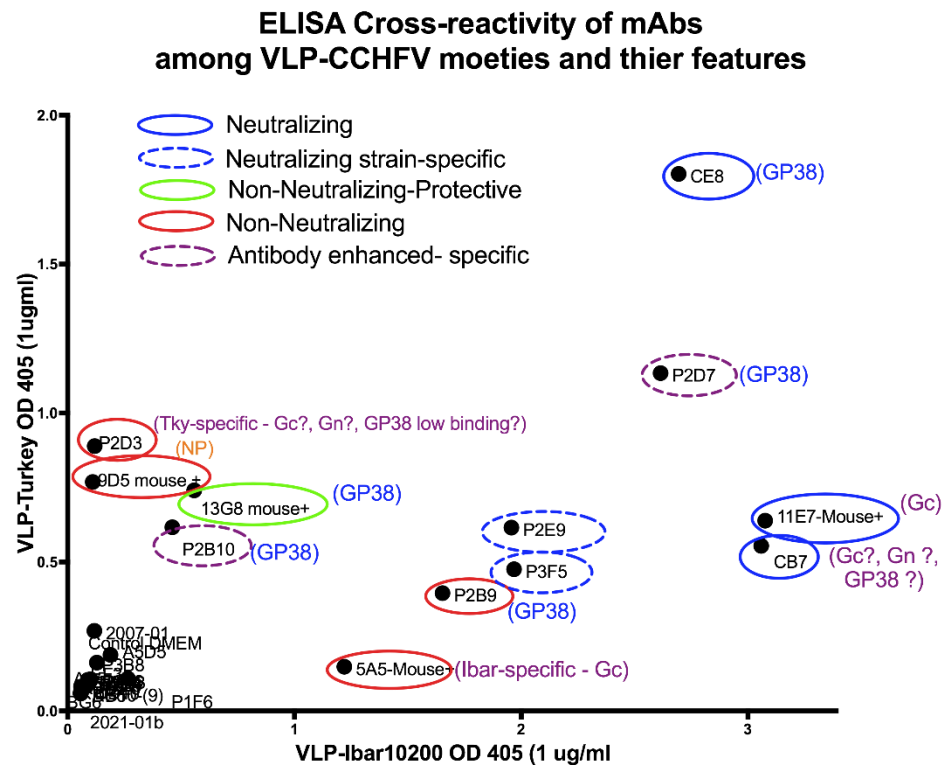 ELISA Cross-reactivity of mAbs
among VLP-CCHFV moeties and thier features
Neutralizing
Neutralizing strain-specific
Non-Neutralizing-Protective
Non-Neutralizing
Antibody enhanced- specific
VLP-Turkey OD 405 (1ugml)
2.0
1.5
1.0
0.5
0.0
CE8 (GP38)
P2D7 (GP38)
(Tky-specific - Gc?, Gn?, GP38 low binding?)
P2D3
(NP)
9D5 mouse +
13G8 mouse+ (GP38)
P2B10 (GP38)
P2E9
P3F5
(GP38)
P2B9
11E7-Mouse+ (Gc)
CB7 (Gc?, Gn ?,
GP38 ?)
5A5-Mouse+ (Ibar-specific - Gc)
2007-01
Control DMEM
A5D5
P3B8
(9)
BG6
P1F6
2021-01b
0 1 2 3
VLP-Ibar10200 OD 405 (1 ug/ml